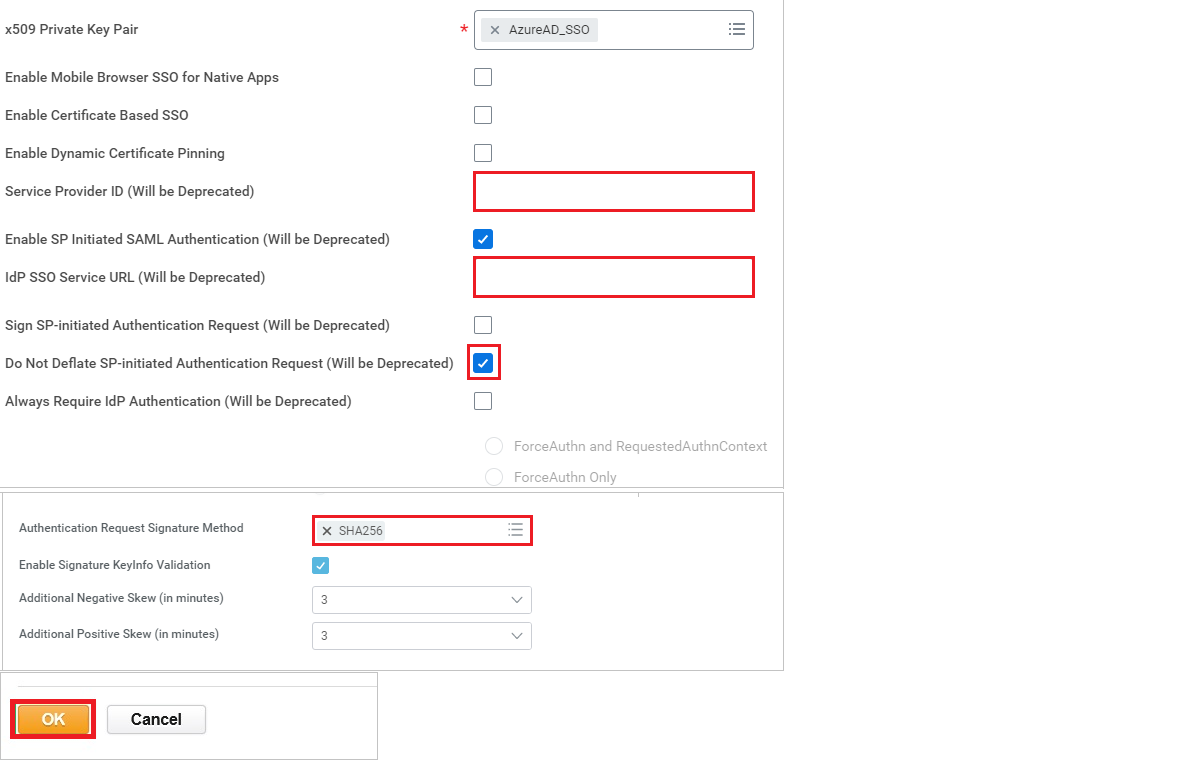 x509 Private Key Pair * × AzureAD_SSO
Enable Mobile Browser SSO for Native Apps
Enable Certificate Based SSO
Enable Dynamic Certificate Pinning
Service Provider ID (Will be Deprecated)
Enable SP Initiated SAML Authentication (Will be Deprecated)
IdP SSO Service URL (Will be Deprecated)
Sign SP-initiated Authentication Request (Will be Deprecated)
Do Not Deflate SP-initiated Authentication Request (Will be Deprecated)
Always Require IdP Authentication (Will be Deprecated)
ForceAuthn and RequestedAuthnContext
ForceAuthn Only
Authentication Request Signature Method × SHA256
Enable Signature KeyInfo Validation
Additional Negative Skew (in minutes) 3
Additional Positive Skew (in minutes) 3
OK Cancel